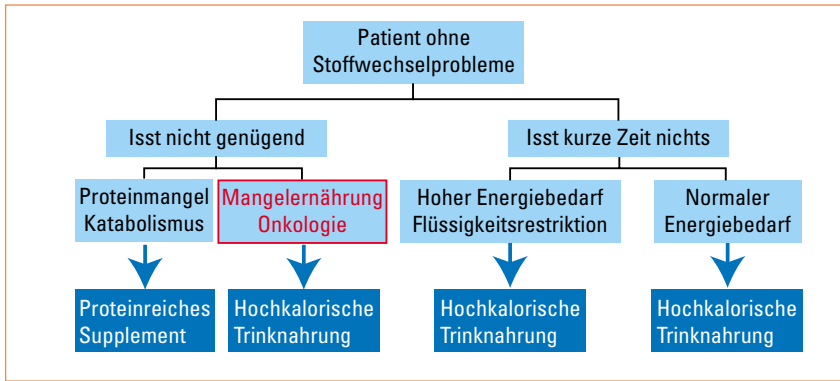 Patient ohne
Stoffwechselprobleme
Isst nicht genügend
Isst kurze Zeit nichts
Proteinmangel
Katabolismus
Mangelernährung
Onkologie
Hoher Energiebedarf
Flüssigkeitsrestriktion
Normaler
Energiebedarf
Proteinreiches
Supplement
Hochkalorische
Trinknahrung
Hochkalorische
Trinknahrung
Hochkalorische
Trinknahrung